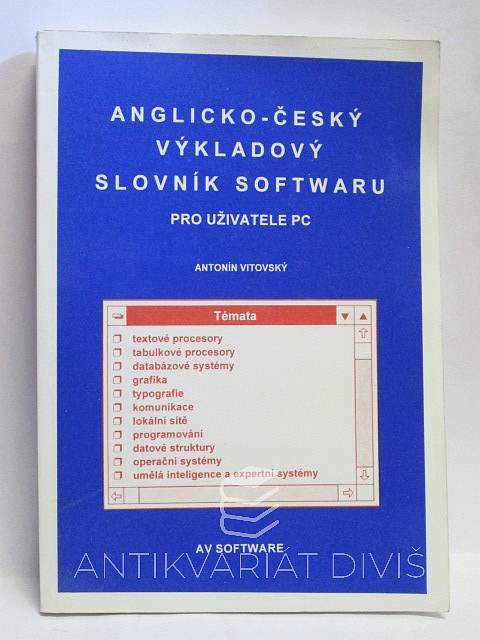 ANGLICKO-ČESKÝ
VÝKLADOVÝ
SLOVNÍK SOFTWARU
PRO UŽIVATELE PC
ANTONÍN VITOVSKÝ
Témata
textové procesory
tabulkové procesory
databázové systémy
grafika
typografie
komunikace
lokální sítě
programování
datové struktury
operační systémy
umělá inteligence a expertní systémy
AV SOFTWARE
ANTIKVARIÁT DIVIŠ